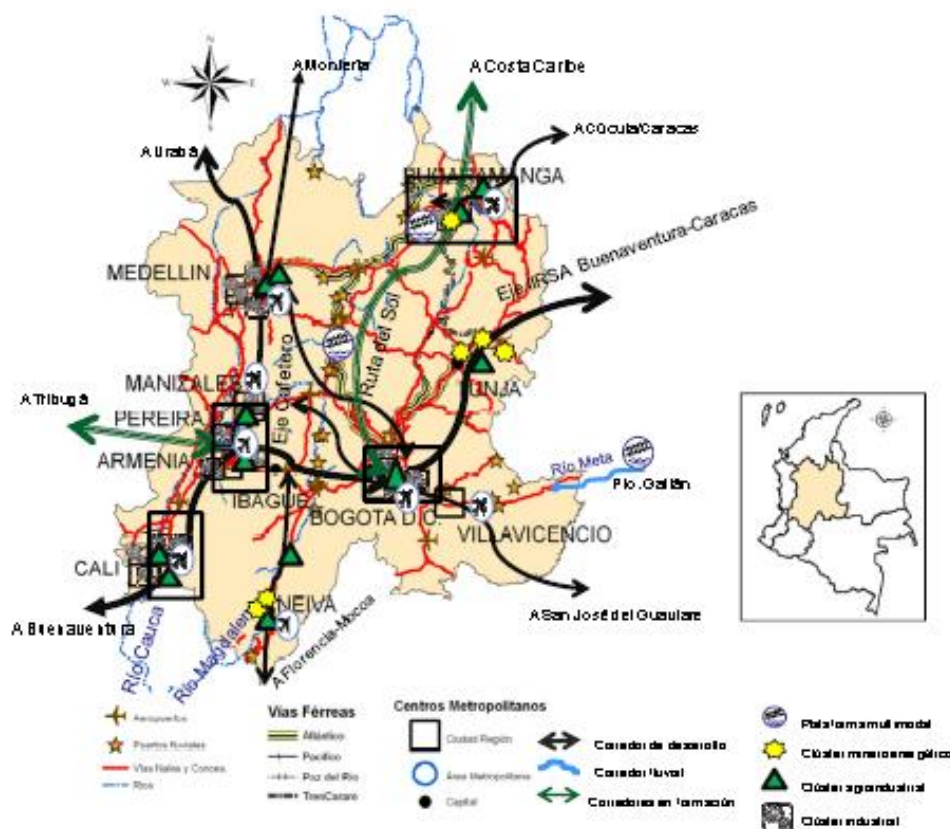 N
W
S
A Montería
A Costa Caribe
A Cúcuta/Caracas
A Urabá
BUCARAMANGA
MEDELLIN
Eje IIRSA Buenaventura-Caracas
Ruta del Sol
MANIZALES
Eje Cafetero
TUNJA
A Tribugá
PEREIRA
ARMENIA
Río Meta
IBAGUE
BOGOTA D.C.
Pto. Gaitán
VILLAVICENCIO
CALI
NEIVA
A Buenaventura
A San José del Guaviare
Río Cauca
Río Magdalena
A Florencia-Mocoa
Aeropuertos
Puertos fluviales
Vías Nales y Conces.
Ríos
Vías Férreas
Atlántico
Pacífico
Paz del Río
TrenCarare
Centros Metropolitanos
Ciudad Región
Área Metropolitana
Capital
Corredor de desarrollo
Corredor fluvial
Corredores en formación
Plataforma multimodal
Clúster mineroenergético
Clúster agroindustrial
Clúster industrial